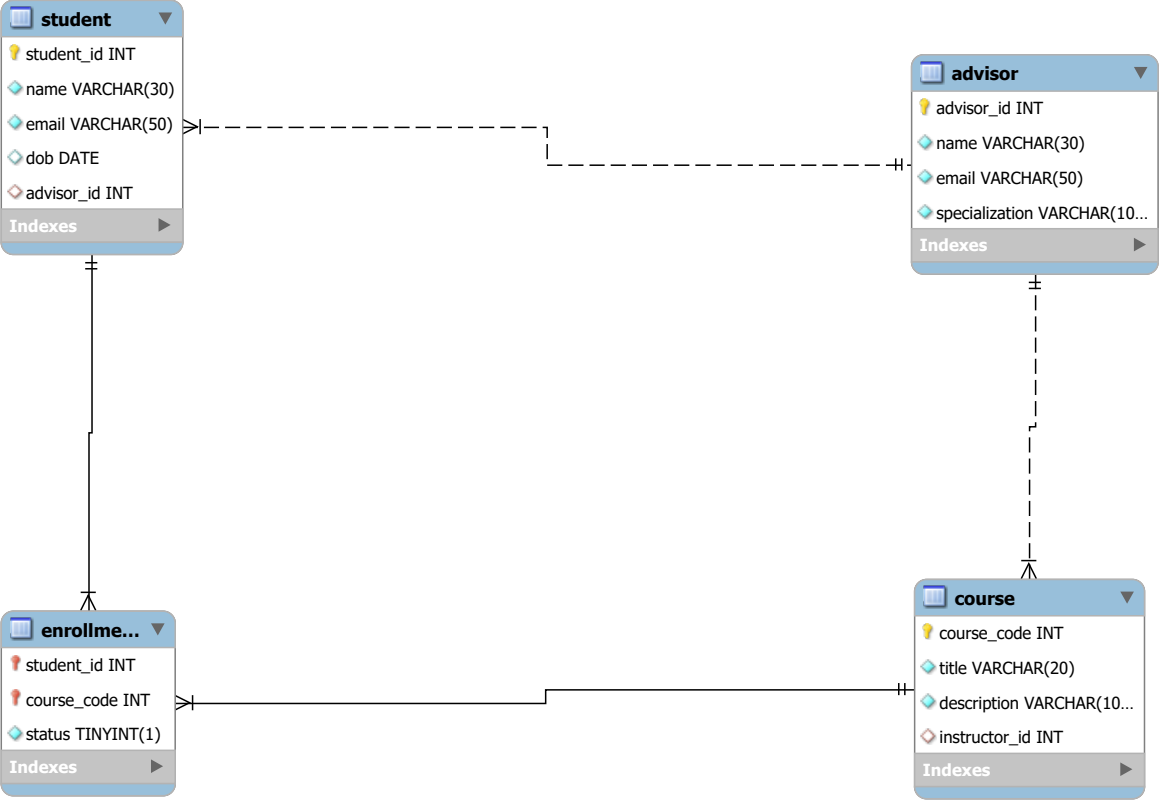 student
student_id INT
name VARCHAR(30)
email VARCHAR(50)
dob DATE
advisor_id INT
Indexes
advisor
advisor_id INT
name VARCHAR(30)
email VARCHAR(50)
specialization VARCHAR(10...
Indexes
enrollme...
student_id INT
course_code INT
status TINYINT(1)
Indexes
course
course_code INT
title VARCHAR(20)
description VARCHAR(10...
instructor_id INT
Indexes